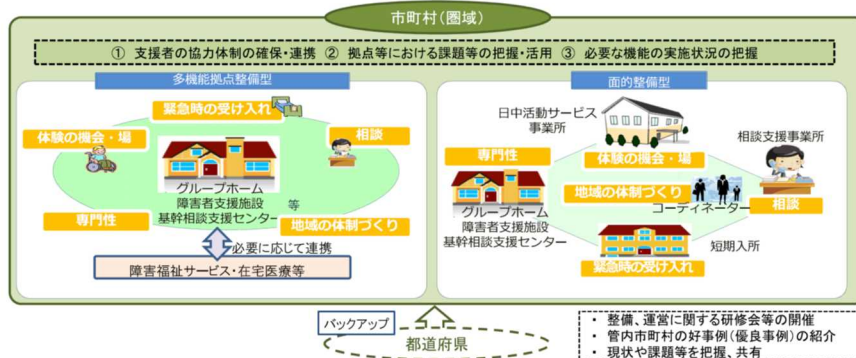 市町村(圏域)
① 支援者の協力体制の確保・連携 ② 拠点等における課題等の把握・活用 ③ 必要な機能の実施状況の把握
多機能拠点整備型
緊急時の受け入れ
体験の機会・場
相談
グループホーム
障害者支援施設 等
基幹相談支援センター
専門性
地域の体制づくり
必要に応じて連携
障害福祉サービス・在宅医療等
面的整備型
日中活動サービス
事業所
相談支援事業所
専門性
体験の機会・場
地域の体制づくり
コーディネーター
相談
グループホーム
障害者支援施設
基幹相談支援センター
短期入所
緊急時の受け入れ
バックアップ
都道府県
・ 整備、運営に関する研修会等の開催
・ 管内市町村の好事例(優良事例)の紹介
・ 現状や課題等を把握、共有